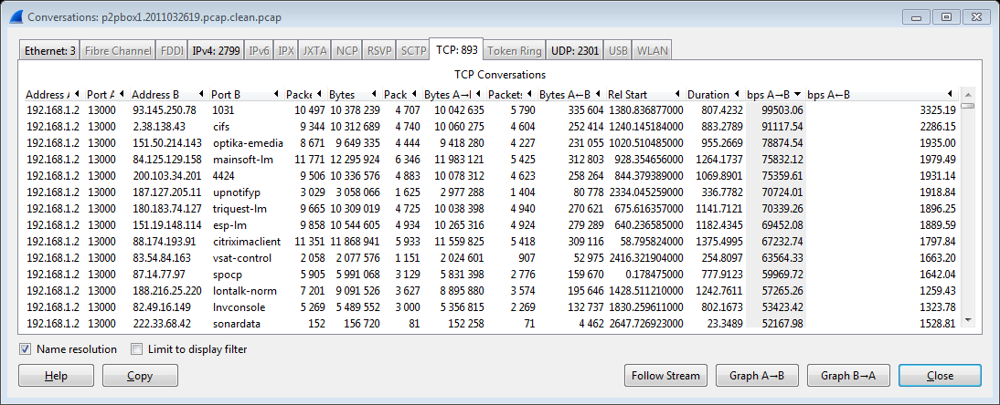 Conversations: p2pbox1.2011032619.pcap.clean.pcap
Ethernet: 3 Fibre Channel FDDI IPv4: 2799 IPv6 IPX JXTA NCP RSVP SCTP TCP: 893 Token Ring UDP: 2301 USB WLAN
TCP Conversations
Address A Port A Address B Port B Packe Bytes Pack Bytes A→I Packets Bytes A←B Rel Start Duration bps A→B bps A←B
192.168.1.2 13000 93.145.250.78 1031 10 497 10 378 239 4 707 10 042 635 5 790 335 604 1380.836877000 807.4232 99503.06 3325.19
192.168.1.2 13000 2.38.138.43 cifs 9 344 10 312 689 4 740 10 060 275 4 604 252 414 1240.145184000 883.2789 91117.54 2286.15
192.168.1.2 13000 151.50.214.143 optika-emedia 8 671 9 649 335 4 444 9 418 280 4 227 231 055 1020.510485000 955.2669 78874.54 1935.00
192.168.1.2 13000 84.125.129.158 mainsoft-lm 11 771 12 295 924 6 346 11 983 121 5 425 312 803 928.354656000 1264.1737 75832.12 1979.49
192.168.1.2 13000 200.103.34.201 4424 9 506 10 336 576 4 883 10 078 312 4 623 258 264 844.379389000 1069.8901 75359.61 1931.14
192.168.1.2 13000 187.127.205.11 upnotifyp 3 029 3 058 066 1 625 2 977 288 1 404 80 778 2334.045259000 336.7782 70724.01 1918.84
192.168.1.2 13000 180.183.74.127 triquest-lm 9 665 10 309 019 4 725 10 038 398 4 940 270 621 675.616357000 1141.7121 70339.26 1896.25
192.168.1.2 13000 151.19.148.114 esp-lm 9 858 10 544 605 4 934 10 265 316 4 924 279 289 640.236585000 1182.4345 69452.08 1889.59
192.168.1.2 13000 88.174.193.91 citriximaclient 11 351 11 868 941 5 933 11 559 825 5 418 309 116 58.795824000 1375.4995 67232.74 1797.84
192.168.1.2 13000 83.54.84.163 vsat-control 2 058 2 077 576 1 151 2 024 601 907 52 975 2416.321904000 254.8097 63564.33 1663.20
192.168.1.2 13000 87.14.77.97 spocp 5 905 5 991 068 3 129 5 831 398 2 776 159 670 0.178475000 777.9123 59969.72 1642.04
192.168.1.2 13000 188.216.25.220 lontalk-norm 7 201 9 091 526 3 627 8 895 880 3 574 195 646 1428.511210000 1242.7611 57265.26 1259.43
192.168.1.2 13000 82.49.16.149 lnvconsole 5 269 5 489 552 3 000 5 356 815 2 269 132 737 1830.259611000 802.1673 53423.42 1323.78
192.168.1.2 13000 222.33.68.42 sonardata 152 156 720 81 152 258 71 4 462 2647.726923000 23.3489 52167.98 1528.81
Name resolution Limit to display filter
Help Copy Follow Stream Graph A→B Graph B→A Close